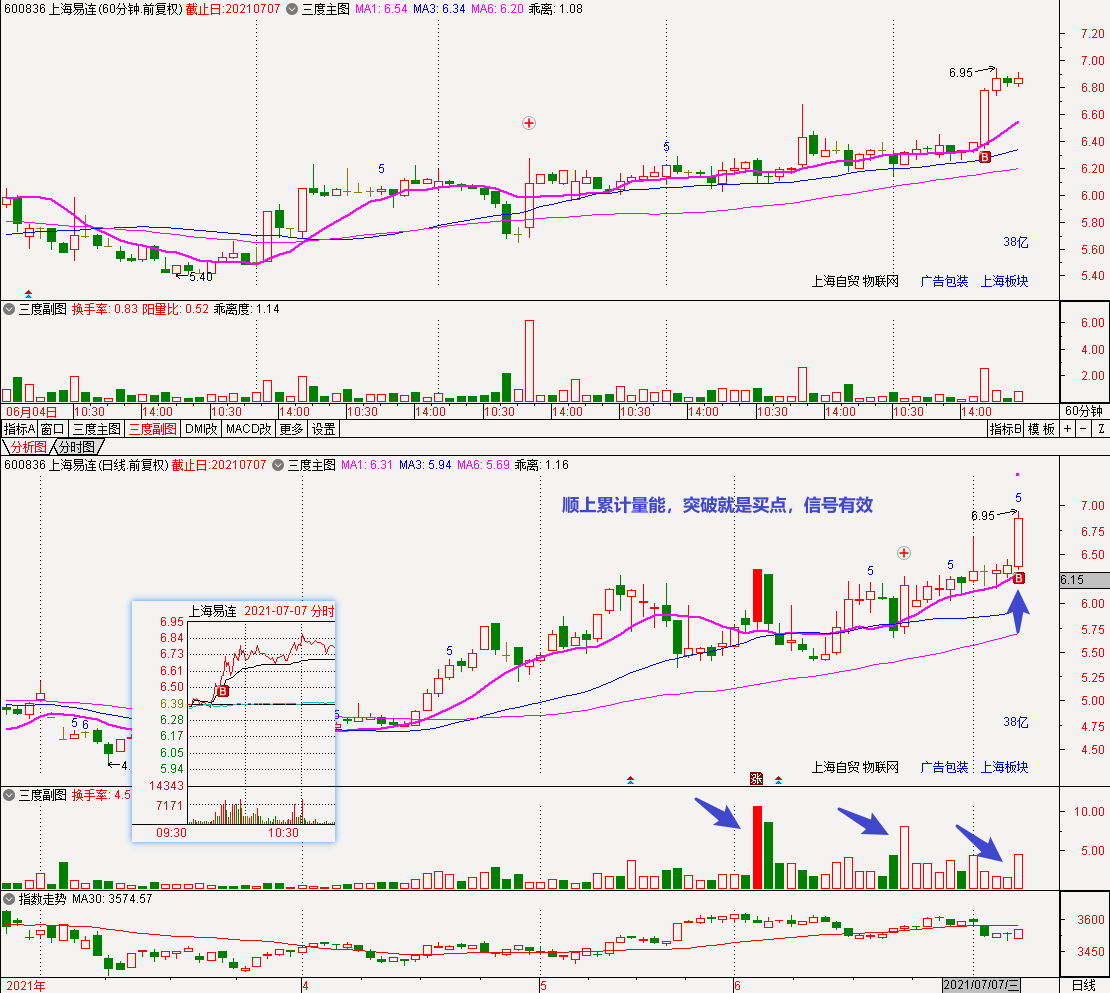 600836 上海易连(60分钟.前复权) 截止日:20210707 三度主图 MA1: 6.54 MA3: 6.34 MA6: 6.20 乖离: 1.08
7.20
7.00
6.95
6.80
6.60
6.40
5
5
B
6.20
6.00
5.80
38亿
5.60
5.40
5.40
上海自贸 物联网 广告包装 上海板块
三度副图 换手率: 0.83 阳量比: 0.52 乖离度: 1.14
6.00
4.00
2.00
06月04日 10:30 14:00 10:30 14:00 10:30 14:00 10:30 14:00 10:30 14:00 10:30 14:00 10:30 14:00 60分钟
指标A 窗口 三度主图 三度副图 DMI改 MACD改 更多 设置 指标B 模板 + - Z
分析图 分时图
600836 上海易连(日线.前复权) 截止日:20210707 三度主图 MA1: 6.31 MA3: 5.94 MA6: 5.69 乖离: 1.16
顺上累计量能，突破就是买点，信号有效
5
7.00
6.95
6.75
6.50
5
5
B
6.15
6.00
5.75
5.50
5.25
5.00
4.75
4.50
5
5
5 6
4.
38亿
上海自贸 物联网 广告包装 上海板块
涨
上海易连 2021-07-07 分时
6.95
6.84
6.73
6.61
6.50
B
6.39
6.28
6.17
6.05
5.94
14343
7171
09:30 10:30
三度副图 换手率: 4.5
10.00
5.00
指数走势 MA30: 3574.57
3600
3450
2021年 4 5 6 2021/07/07/三 日线